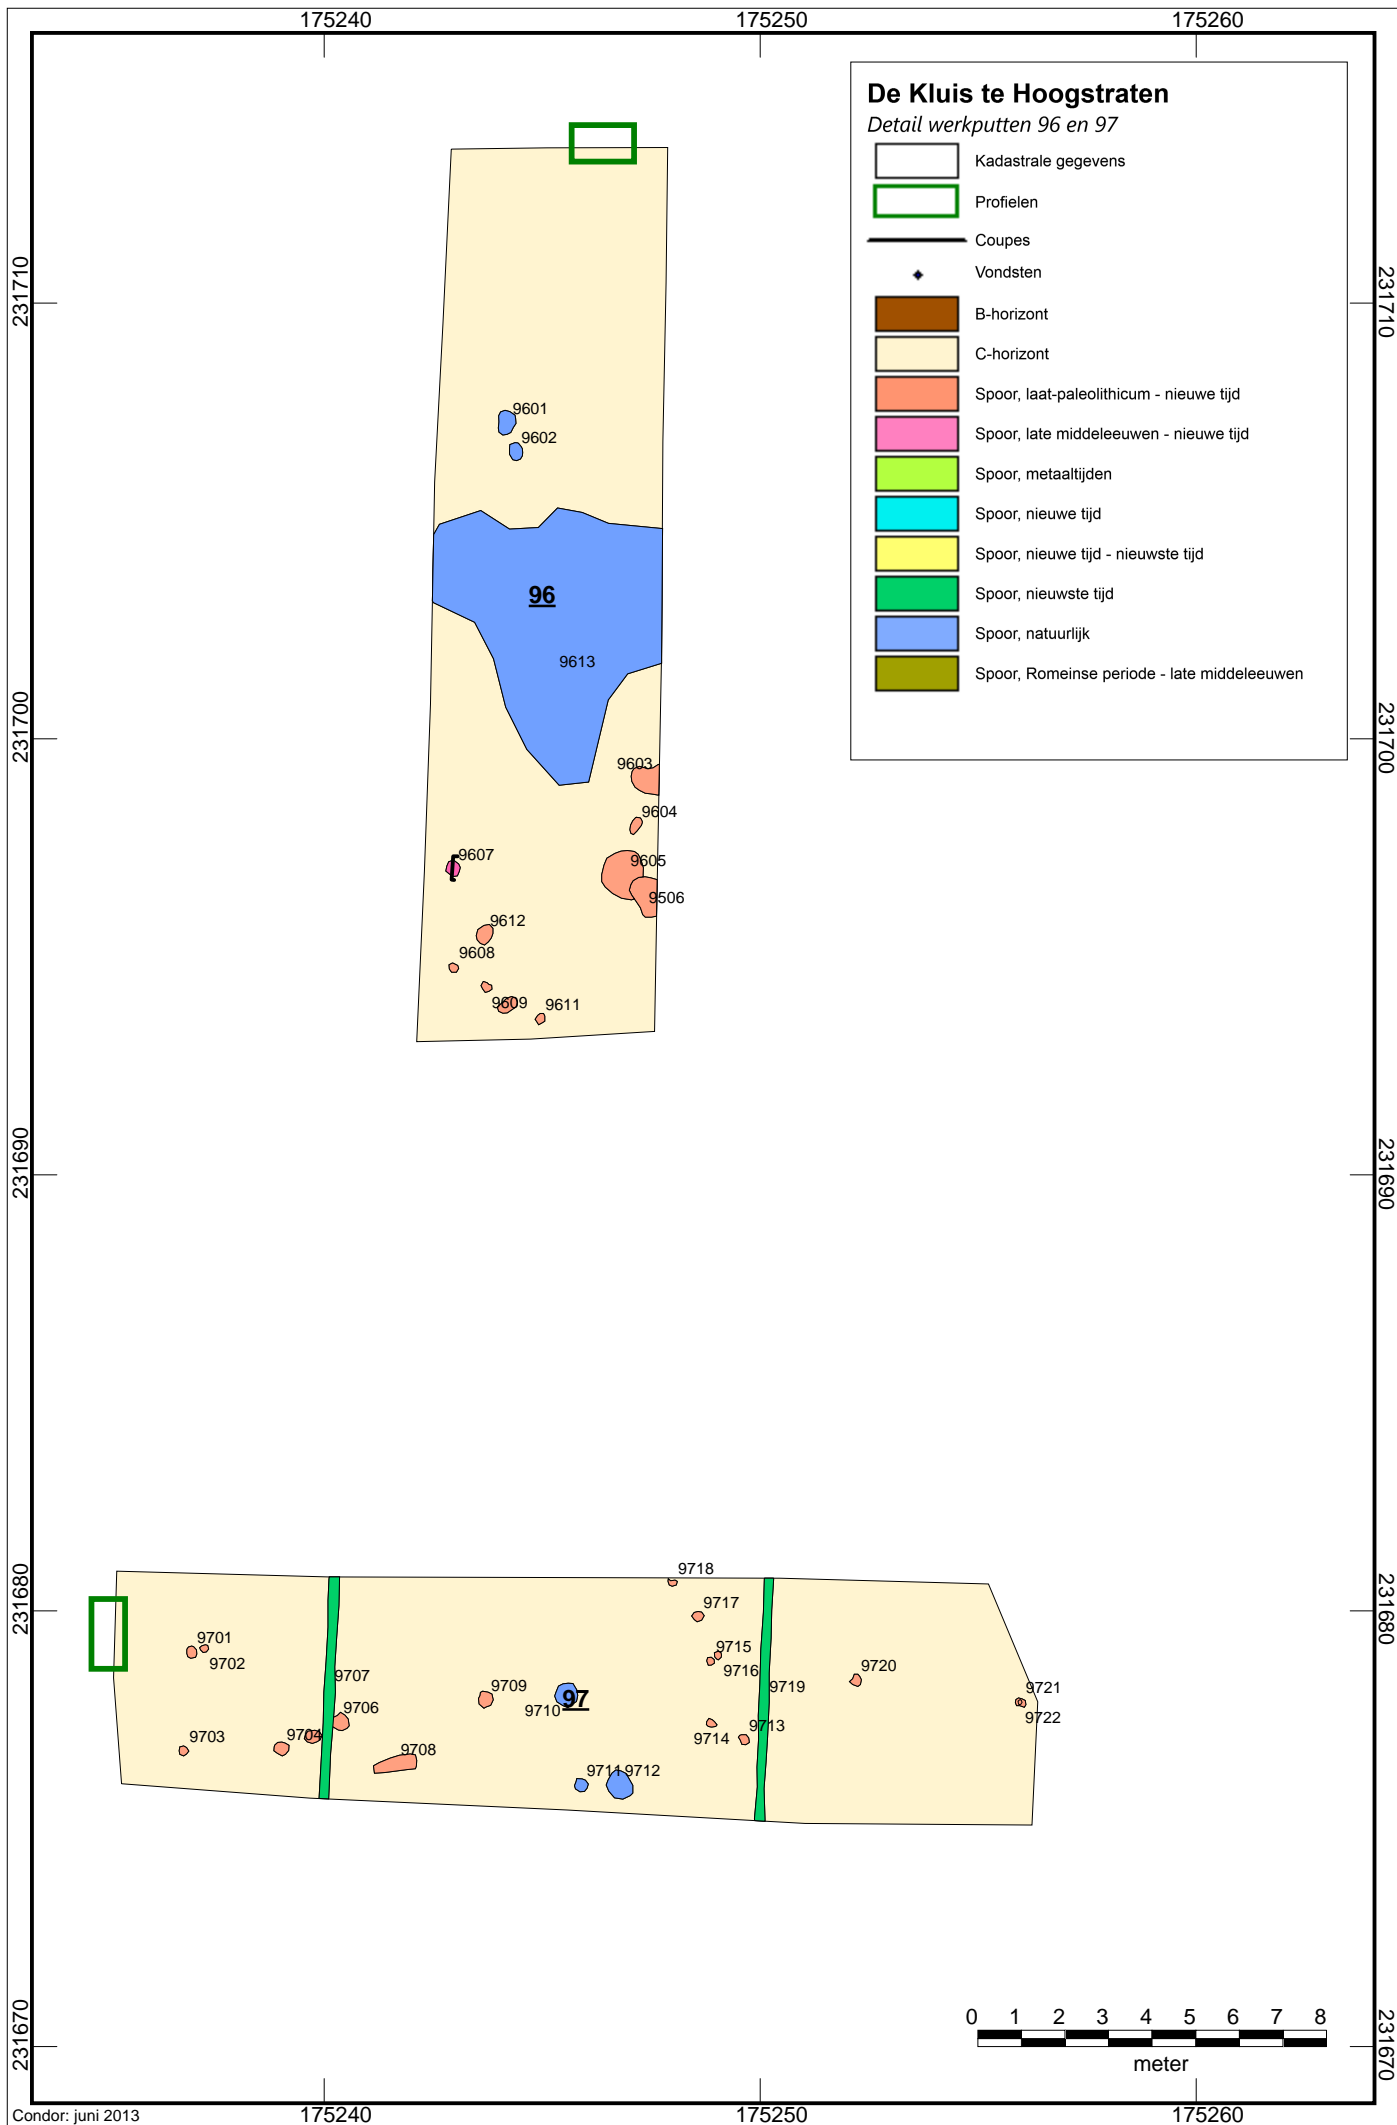 175240
175250
175260
De Kluis te Hoogstraten
Detail werkputten 96 en 97
Kadastrale gegevens
Profielen
Coupes
Vondsten
B-horizont
C-horizont
Spoor, laat-paleolithicum - nieuwe tijd
Spoor, late middeleeuwen - nieuwe tijd
Spoor, metaaltijden
Spoor, nieuwe tijd
Spoor, nieuwe tijd - nieuwste tijd
Spoor, nieuwste tijd
Spoor, natuurlijk
Spoor, Romeinse periode - late middeleeuwen
231710
231710
9601
9602
96
9613
231700
231700
9603
9604
9607
9605
9506
9612
9608
9609
9611
231690
231690
9718
231680
231680
9717
9701
9702
9715
9716
9707
9720
9719
9709
9710
97
9721
9722
9706
9703
9704
9714
9713
9708
9711
9712
0 1 2 3 4 5 6 7 8
meter
231670
231670
Condor: juni 2013
175240
175250
175260